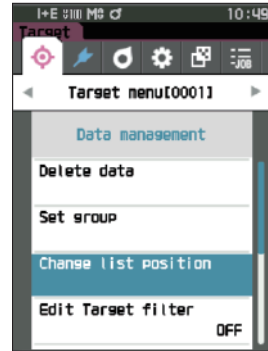 I+E M 10:49
Target
-JOB
Target menu[0001]
Data management
Delete data
Set group
Change list position
Edit Target filter
OFF